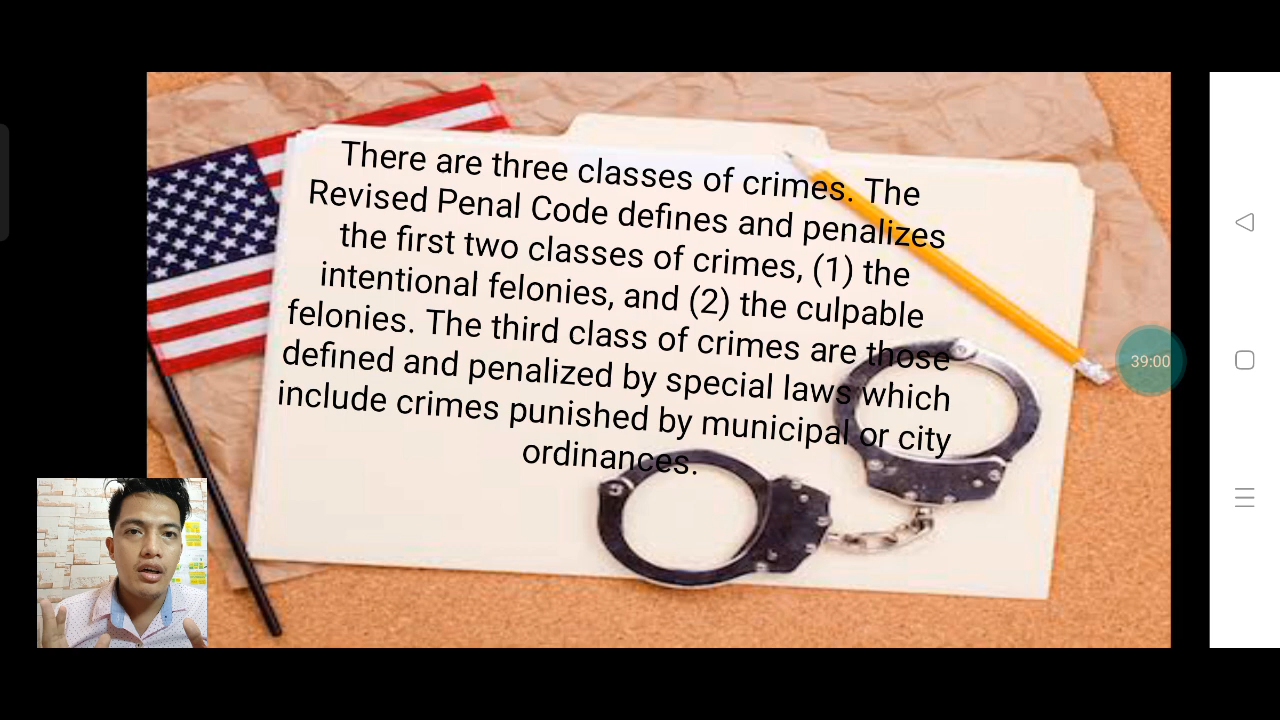 There are three classes of crimes. The
Revised Penal Code defines and penalizes
the first two classes of crimes, (1) the
intentional felonies, and (2) the culpable
felonies. The third class of crimes are those
defined and penalized by special laws which
include crimes punished by municipal or city
ordinances.
39:00